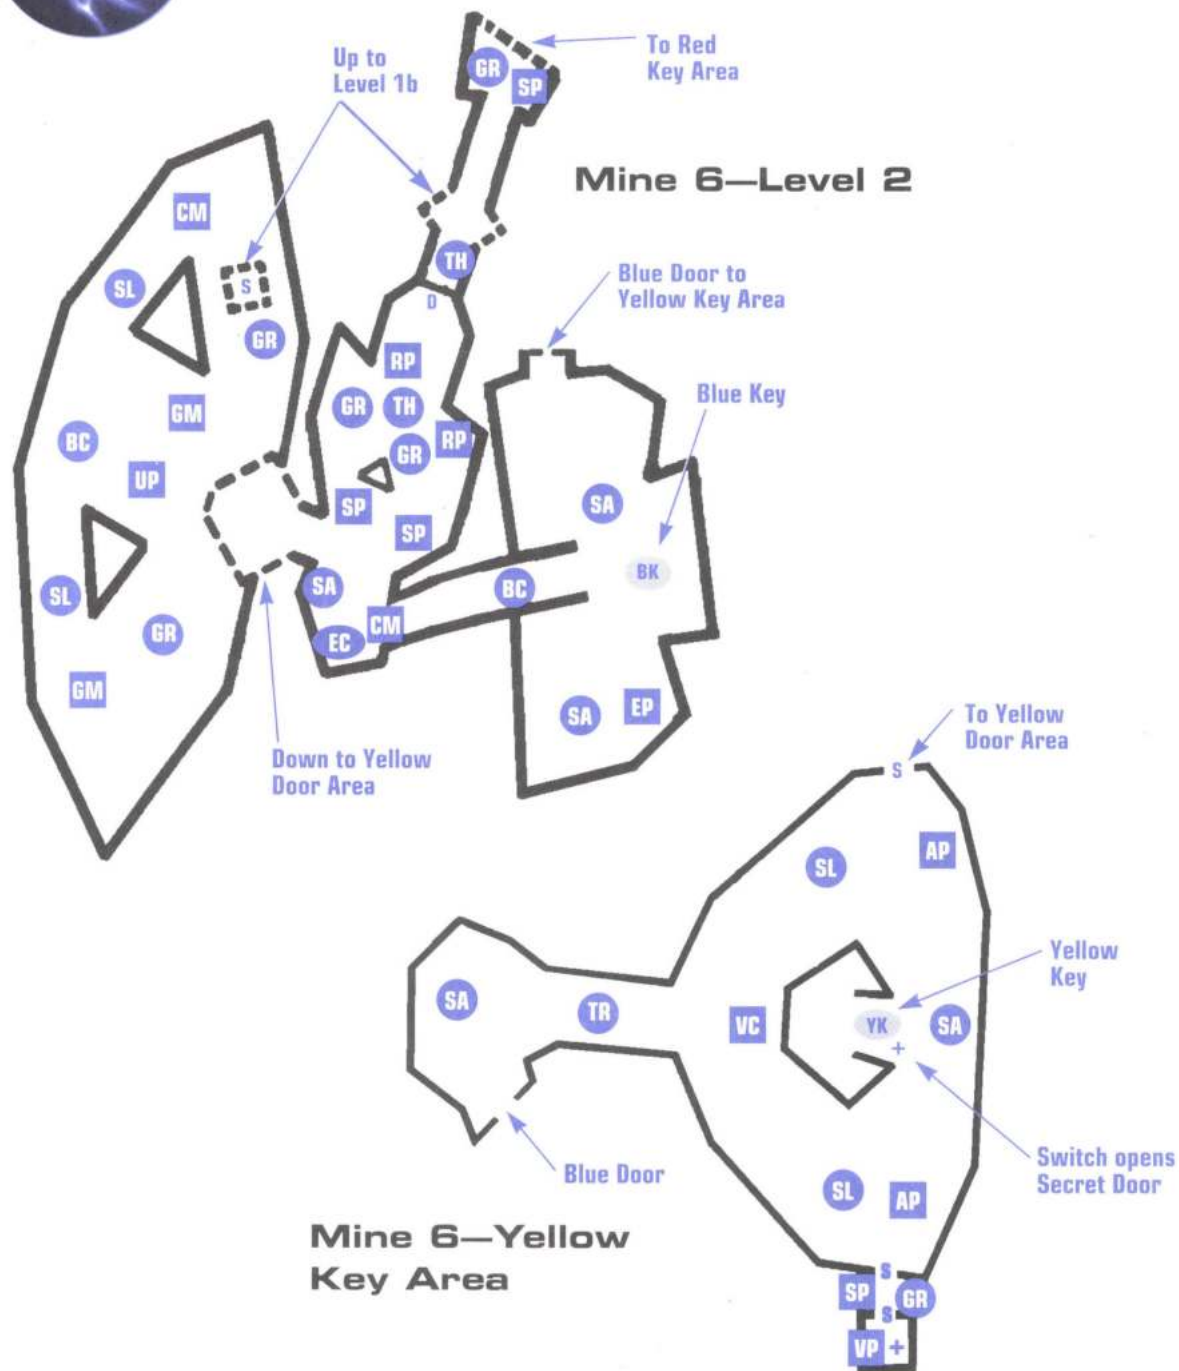 To Red
Key Area
Up to
Level 1b
GR
SP
Mine 6—Level 2
CM
TH
S
SL
D
Blue Door to
Yellow Key Area
GR
RP
Blue Key
GR
TH
GM
BC
RP
GR
UP
SP
SA
SP
BK
SA
BC
SL
CM
EC
GR
GM
SA
EP
Down to Yellow
Door Area
To Yellow
Door Area
S
AP
SL
Yellow
Key
SA
TR
VC
YK
SA
+
Blue Door
Switch opens
Secret Door
SL
AP
Mine 6—Yellow
Key Area
S
SP
GR
S
VP
+